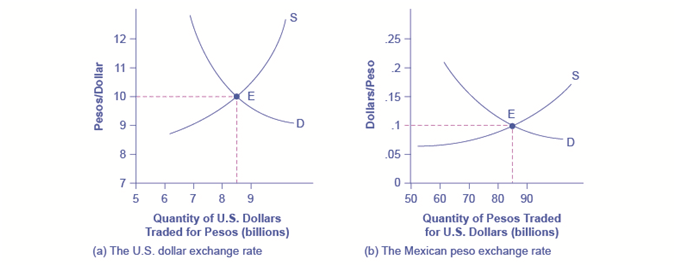 Pesos/Dollar
12
11
10
9
8
7
5 6 7 8 9
S
E
D
Quantity of U.S. Dollars
Traded for Pesos (billions)
(a) The U.S. dollar exchange rate
Dollars/Peso
.25
.2
.15
.1
.05
0
50 60 70 80 90
S
E
D
Quantity of Pesos Traded
for U.S. Dollars (billions)
(b) The Mexican peso exchange rate